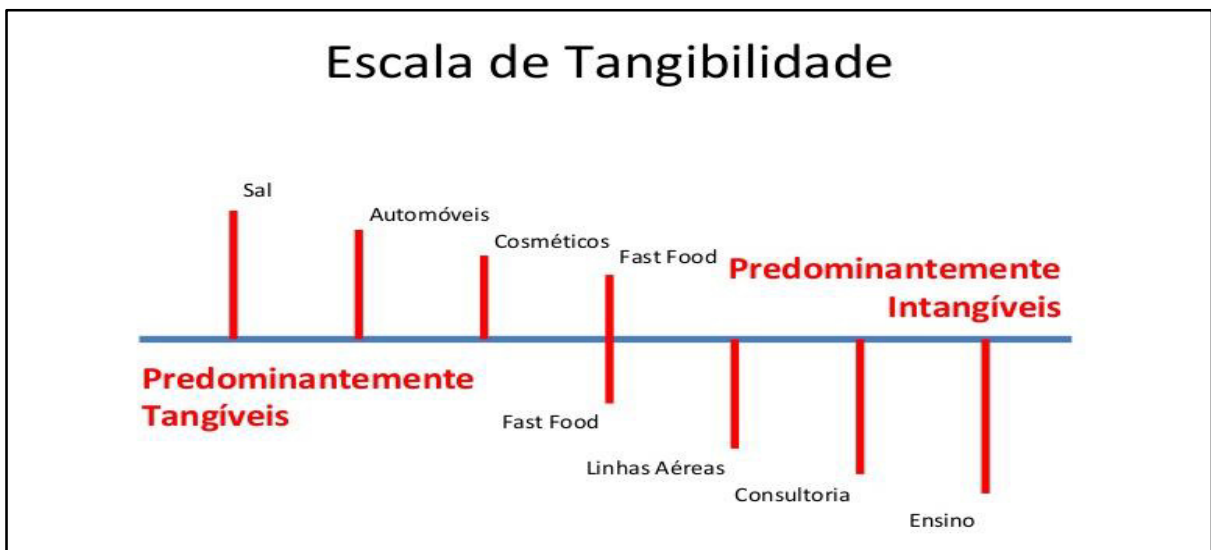 Escala de Tangibilidade
Sal
Automóveis
Cosméticos
Fast Food
Predominantemente
Intangíveis
Predominantemente
Tangíveis
Fast Food
Linhas Aéreas
Consultoria
Ensino